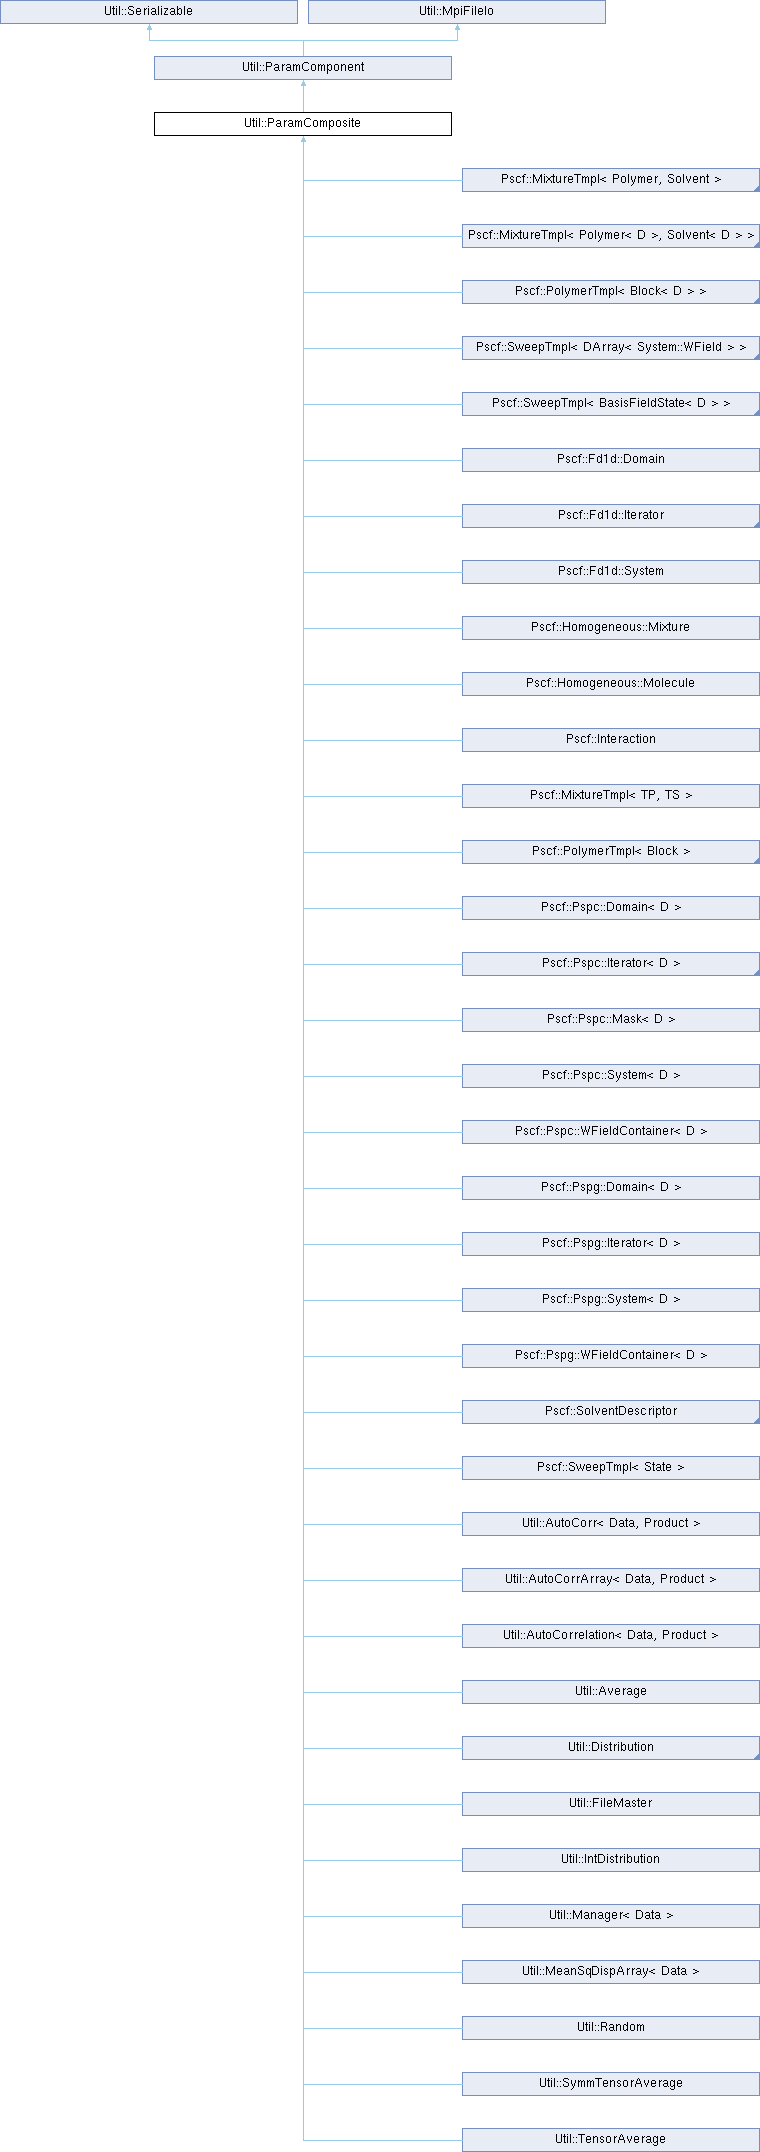 Util::Serializable
Util::MpiFileIo
Util::ParamComponent
Util::ParamComposite
Pscf::MixtureTmpl< Polymer, Solvent >
Pscf::MixtureTmpl< Polymer< D >, Solvent< D > >
Pscf::PolymerTmpl< Block< D > >
Pscf::SweepTmpl< DArray< System::WField > >
Pscf::SweepTmpl< BasisFieldState< D > >
Pscf::Fd1d::Domain
Pscf::Fd1d::Iterator
Pscf::Fd1d::System
Pscf::Homogeneous::Mixture
Pscf::Homogeneous::Molecule
Pscf::Interaction
Pscf::MixtureTmpl< TP, TS >
Pscf::PolymerTmpl< Block >
Pscf::Pspc::Domain< D >
Pscf::Pspc::Iterator< D >
Pscf::Pspc::Mask< D >
Pscf::Pspc::System< D >
Pscf::Pspc::WFieldContainer< D >
Pscf::Pspg::Domain< D >
Pscf::Pspg::Iterator< D >
Pscf::Pspg::System< D >
Pscf::Pspg::WFieldContainer< D >
Pscf::SolventDescriptor
Pscf::SweepTmpl< State >
Util::AutoCorr< Data, Product >
Util::AutoCorrArray< Data, Product >
Util::AutoCorrelation< Data, Product >
Util::Average
Util::Distribution
Util::FileMaster
Util::IntDistribution
Util::Manager< Data >
Util::MeanSqDispArray< Data >
Util::Random
Util::SymmTensorAverage
Util::TensorAverage